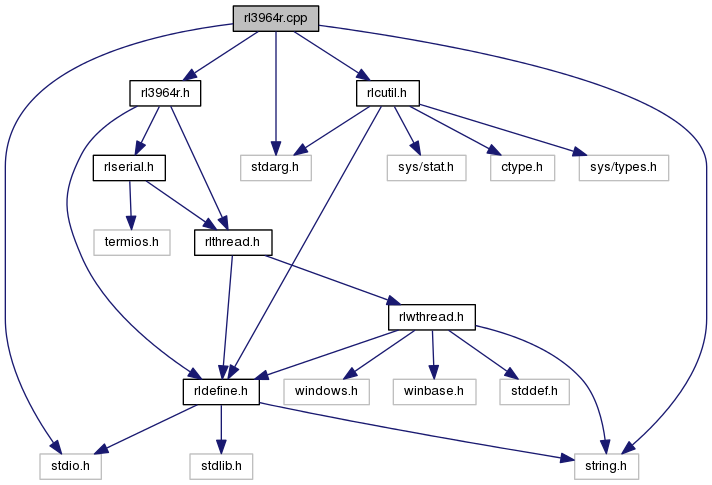 rl3964r.cpp
rl3964r.h
rlcutil.h
rlserial.h
stdarg.h
sys/stat.h
ctype.h
sys/types.h
termios.h
rlthread.h
rlwthread.h
rldefine.h
windows.h
winbase.h
stddef.h
stdio.h
stdlib.h
string.h